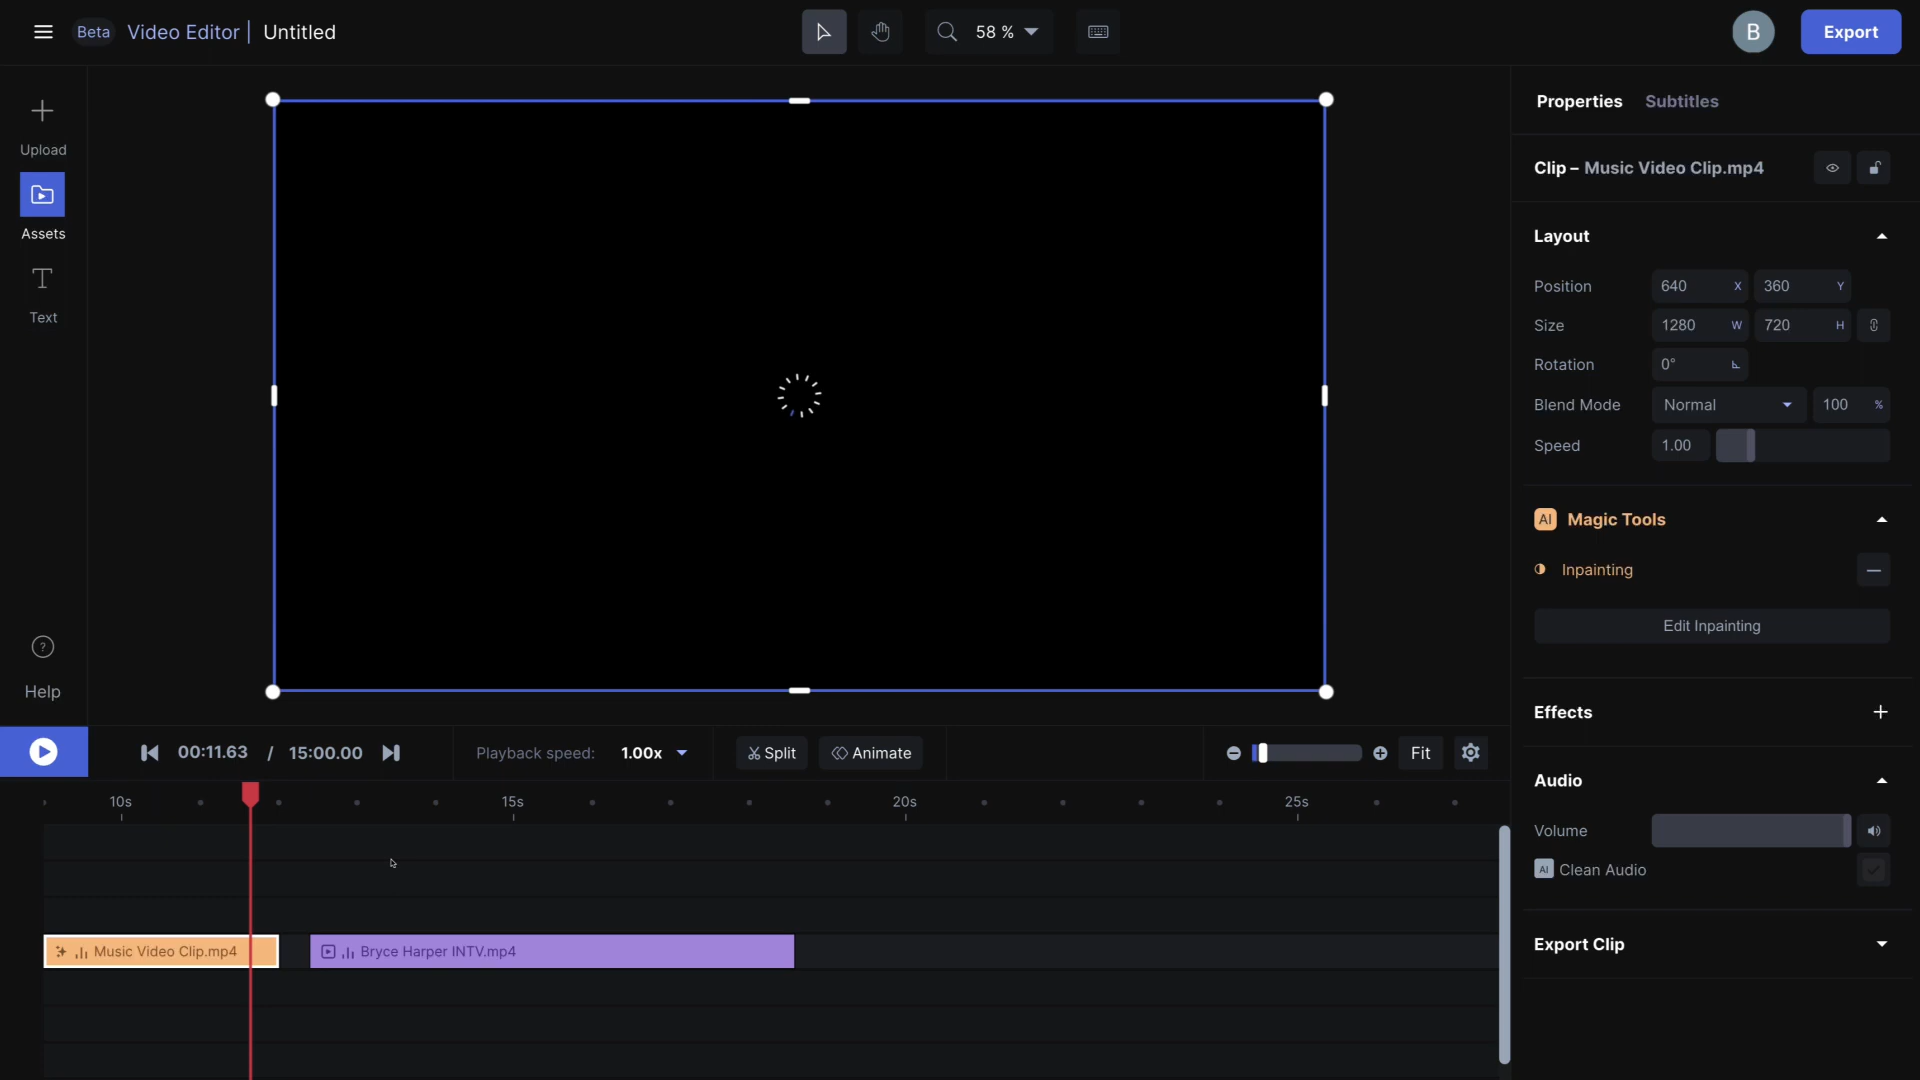 Beta Video Editor | Untitled
58 %
B
Export
Upload
Assets
Text
Help
Properties Subtitles
Clip – Music Video Clip.mp4
Layout
Position 640 X 360 Y
Size 1280 W 720 H
Rotation 0°
Blend Mode Normal 100 %
Speed 1.00
AI Magic Tools
Inpainting
Edit Inpainting
Effects
Audio
Volume
AI Clean Audio
Export Clip
00:11.63 / 15:00.00
Playback speed: 1.00x
Split
Animate
Fit
10s 15s 20s 25s
Music Video Clip.mp4
Bryce Harper INTV.mp4